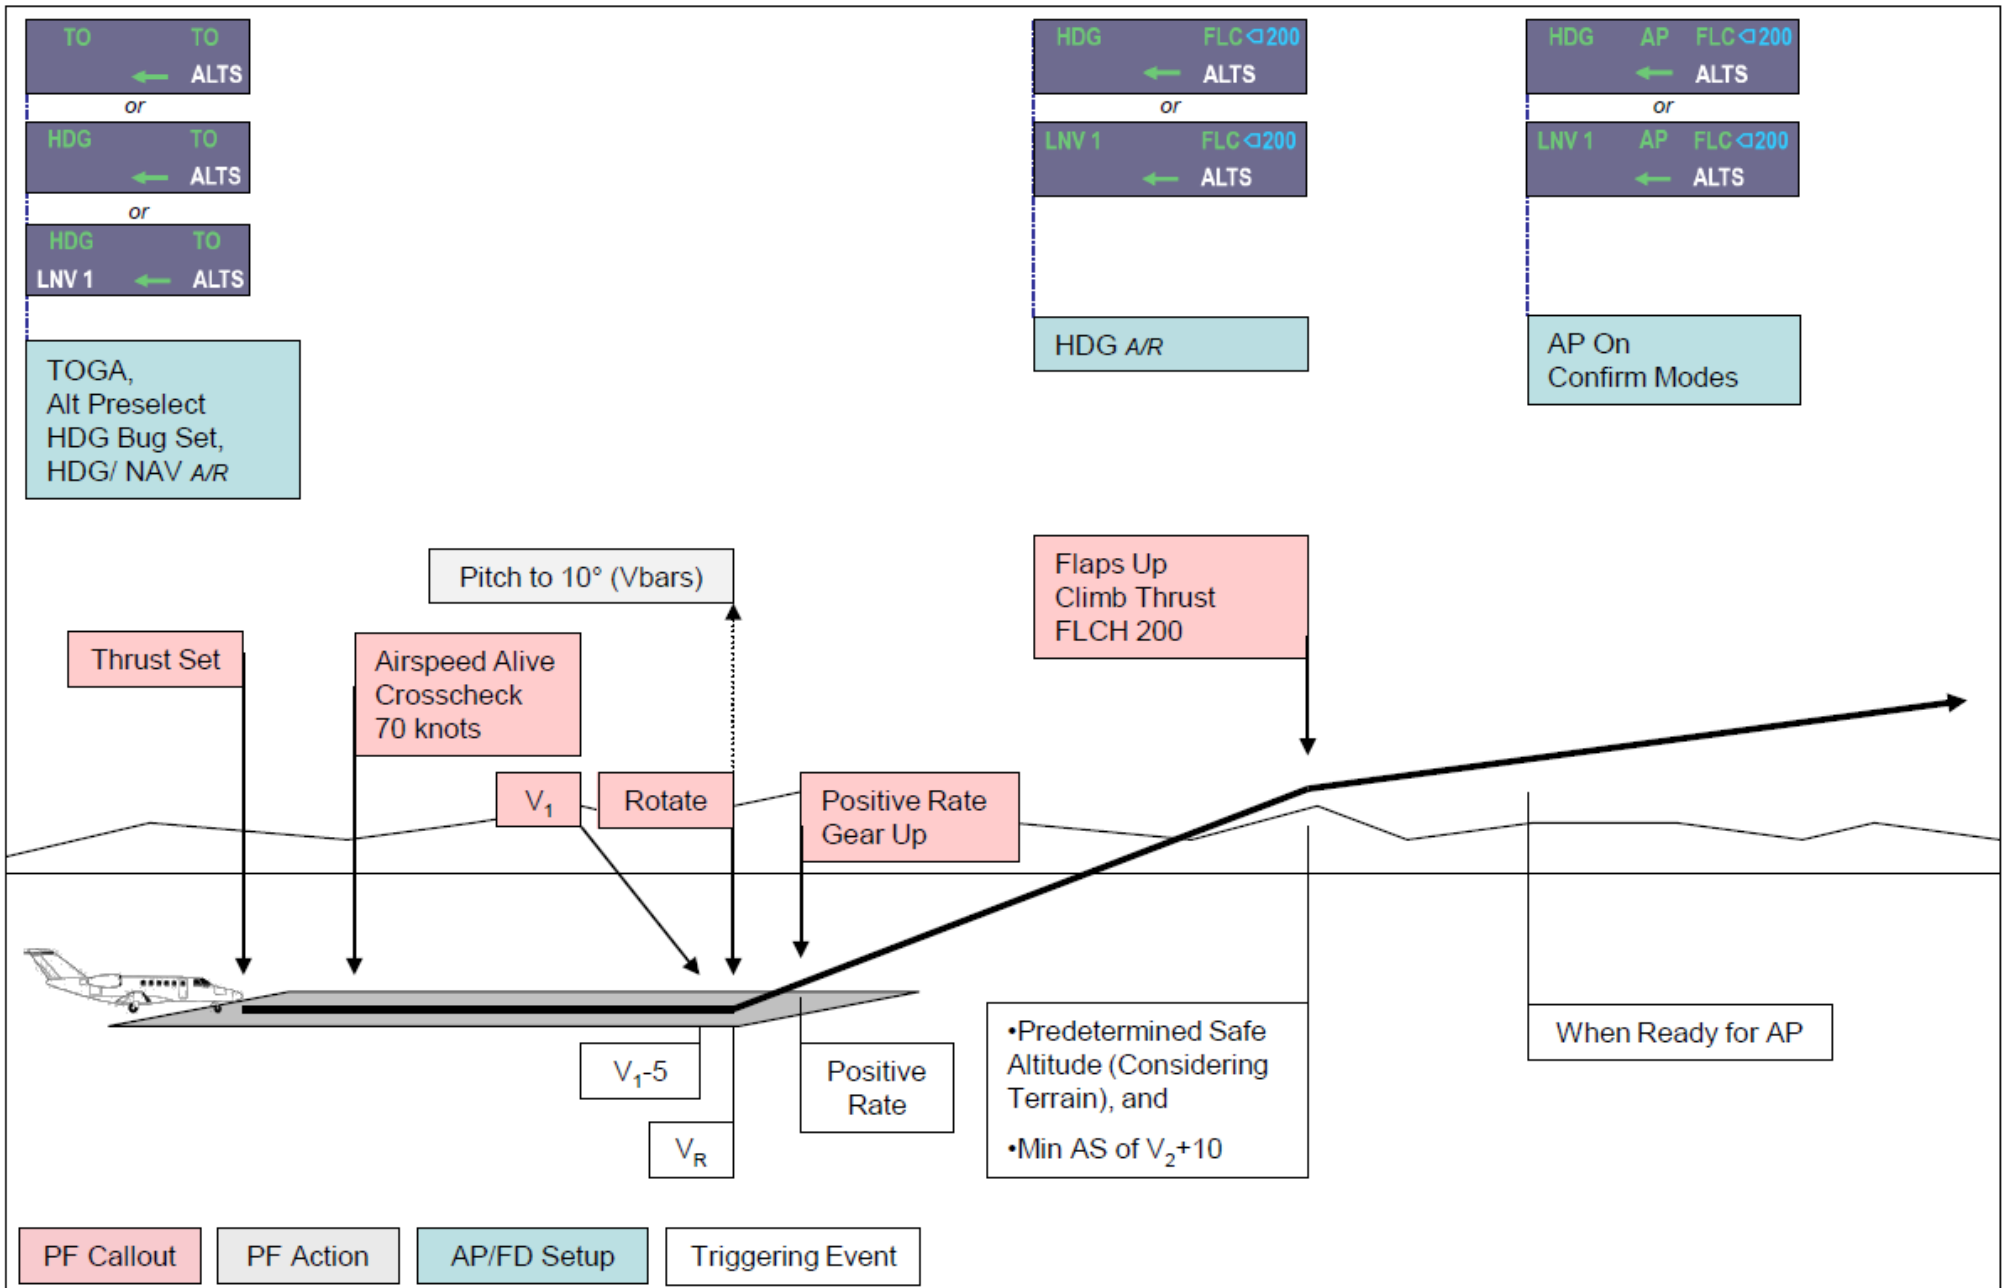 TO TO
← ALTS
or
HDG TO
← ALTS
or
HDG TO
LNV 1 ← ALTS
TOGA,
Alt Preselect
HDG Bug Set,
HDG/ NAV A/R
HDG FLC 200
← ALTS
or
LNV 1 FLC 200
← ALTS
HDG A/R
HDG AP FLC 200
← ALTS
or
LNV 1 AP FLC 200
← ALTS
AP On
Confirm Modes
Pitch to 10° (Vbars)
Thrust Set
Airspeed Alive
Crosscheck
70 knots
V1
Rotate
Positive Rate
Gear Up
Flaps Up
Climb Thrust
FLCH 200
V1-5
VR
Positive
Rate
•Predetermined Safe
Altitude (Considering
Terrain), and
•Min AS of V2+10
When Ready for AP
PF Callout
PF Action
AP/FD Setup
Triggering Event